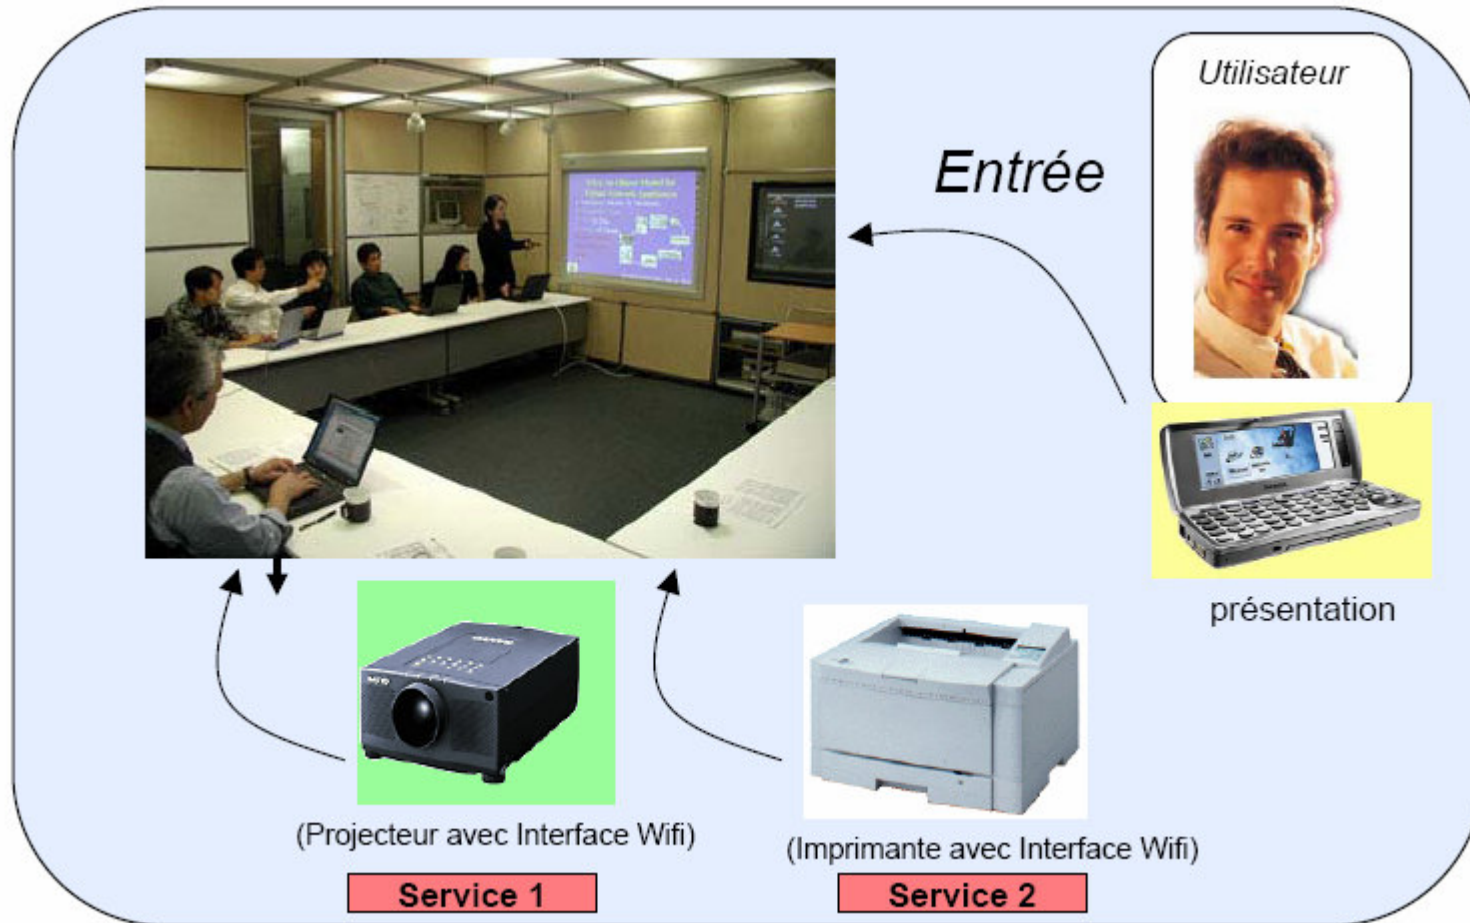 Utilisateur
Entrée
présentation
(Projecteur avec Interface Wifi)
(Imprimante avec Interface Wifi)
Service 1
Service 2